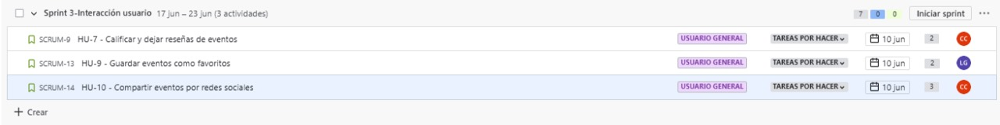 Sprint 3-Interacción usuario 17 jun – 23 jun (3 actividades) 7 0 0 Iniciar sprint
SCRUM-9 HU-7 - Calificar y dejar reseñas de eventos USUARIO GENERAL TAREAS POR HACER 10 jun 2 CC
SCRUM-13 HU-9 - Guardar eventos como favoritos USUARIO GENERAL TAREAS POR HACER 10 jun 2 LG
SCRUM-14 HU-10 - Compartir eventos por redes sociales USUARIO GENERAL TAREAS POR HACER 10 jun 3 CC
+ Crear